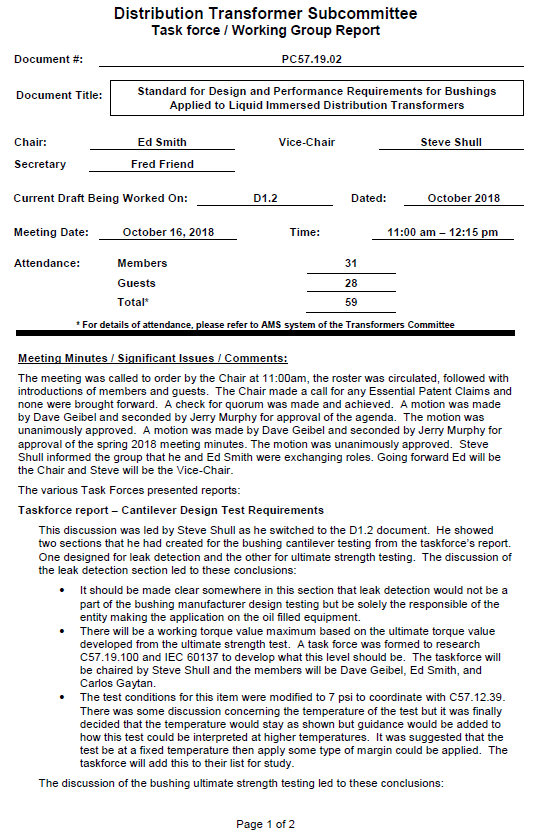 Distribution Transformer Subcommittee
Task force / Working Group Report
Document #: PC57.19.02
Document Title: Standard for Design and Performance Requirements for Bushings
Applied to Liquid Immersed Distribution Transformers
Chair: Ed Smith Vice-Chair Steve Shull
Secretary Fred Friend
Current Draft Being Worked On: D1.2 Dated: October 2018
Meeting Date: October 16, 2018 Time: 11:00 am – 12:15 pm
Attendance: Members 31
Guests 28
Total* 59
* For details of attendance, please refer to AMS system of the Transformers Committee
Meeting Minutes / Significant Issues / Comments:
The meeting was called to order by the Chair at 11:00am, the roster was circulated, followed with
introductions of members and guests. The Chair made a call for any Essential Patent Claims and
none were brought forward. A check for quorum was made and achieved. A motion was made
by Dave Geibel and seconded by Jerry Murphy for approval of the agenda. The motion was
unanimously approved. A motion was made by Dave Geibel and seconded by Jerry Murphy for
approval of the spring 2018 meeting minutes. The motion was unanimously approved. Steve
Shull informed the group that he and Ed Smith were exchanging roles. Going forward Ed will be
the Chair and Steve will be the Vice-Chair.
The various Task Forces presented reports:
Taskforce report – Cantilever Design Test Requirements
This discussion was led by Steve Shull as he switched to the D1.2 document. He showed
two sections that he had created for the bushing cantilever testing from the taskforce's report.
One designed for leak detection and the other for ultimate strength testing. The discussion of
the leak detection section led to these conclusions:
• It should be made clear somewhere in this section that leak detection would not be a
part of the bushing manufacturer design testing but be solely the responsible of the
entity making the application on the oil filled equipment.
• There will be a working torque value maximum based on the ultimate torque value
developed from the ultimate strength test. A task force was formed to research
C57.19.100 and IEC 60137 to develop what this level should be. The taskforce will
be chaired by Steve Shull and the members will be Dave Geibel, Ed Smith, and
Carlos Gaytan.
• The test conditions for this item were modified to 7 psi to coordinate with C57.12.39.
There was some discussion concerning the temperature of the test but it was finally
decided that the temperature would stay as shown but guidance would be added to
how this test could be interpreted at higher temperatures. It was suggested that the
test be at a fixed temperature then apply some type of margin could be applied. The
taskforce will add this to their list for study.
The discussion of the bushing ultimate strength testing led to these conclusions:
Page 1 of 2